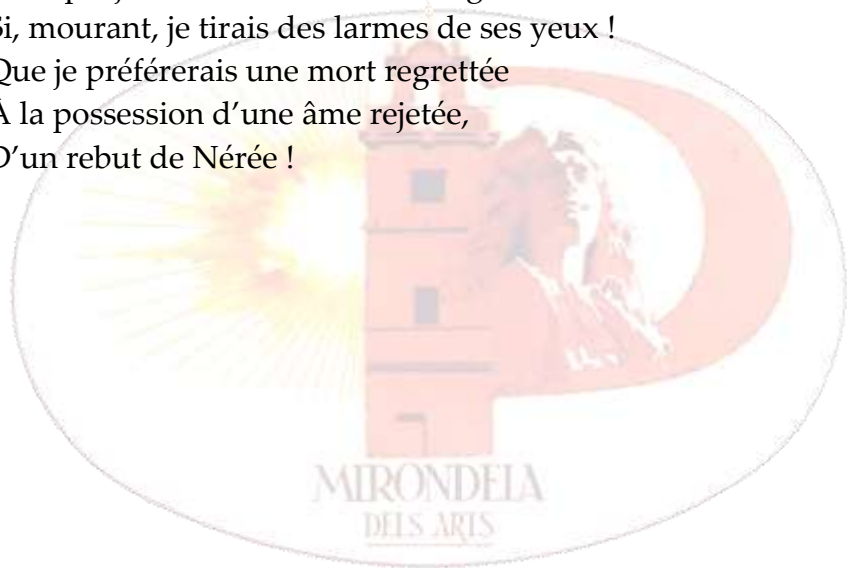 Si, mourant, je tirais des larmes de ses yeux !
Que je préférerais une mort regrettée
À la possession d’une âme rejetée,
D’un rebut de Nérée !
MIRONDELA
DELS ARTS